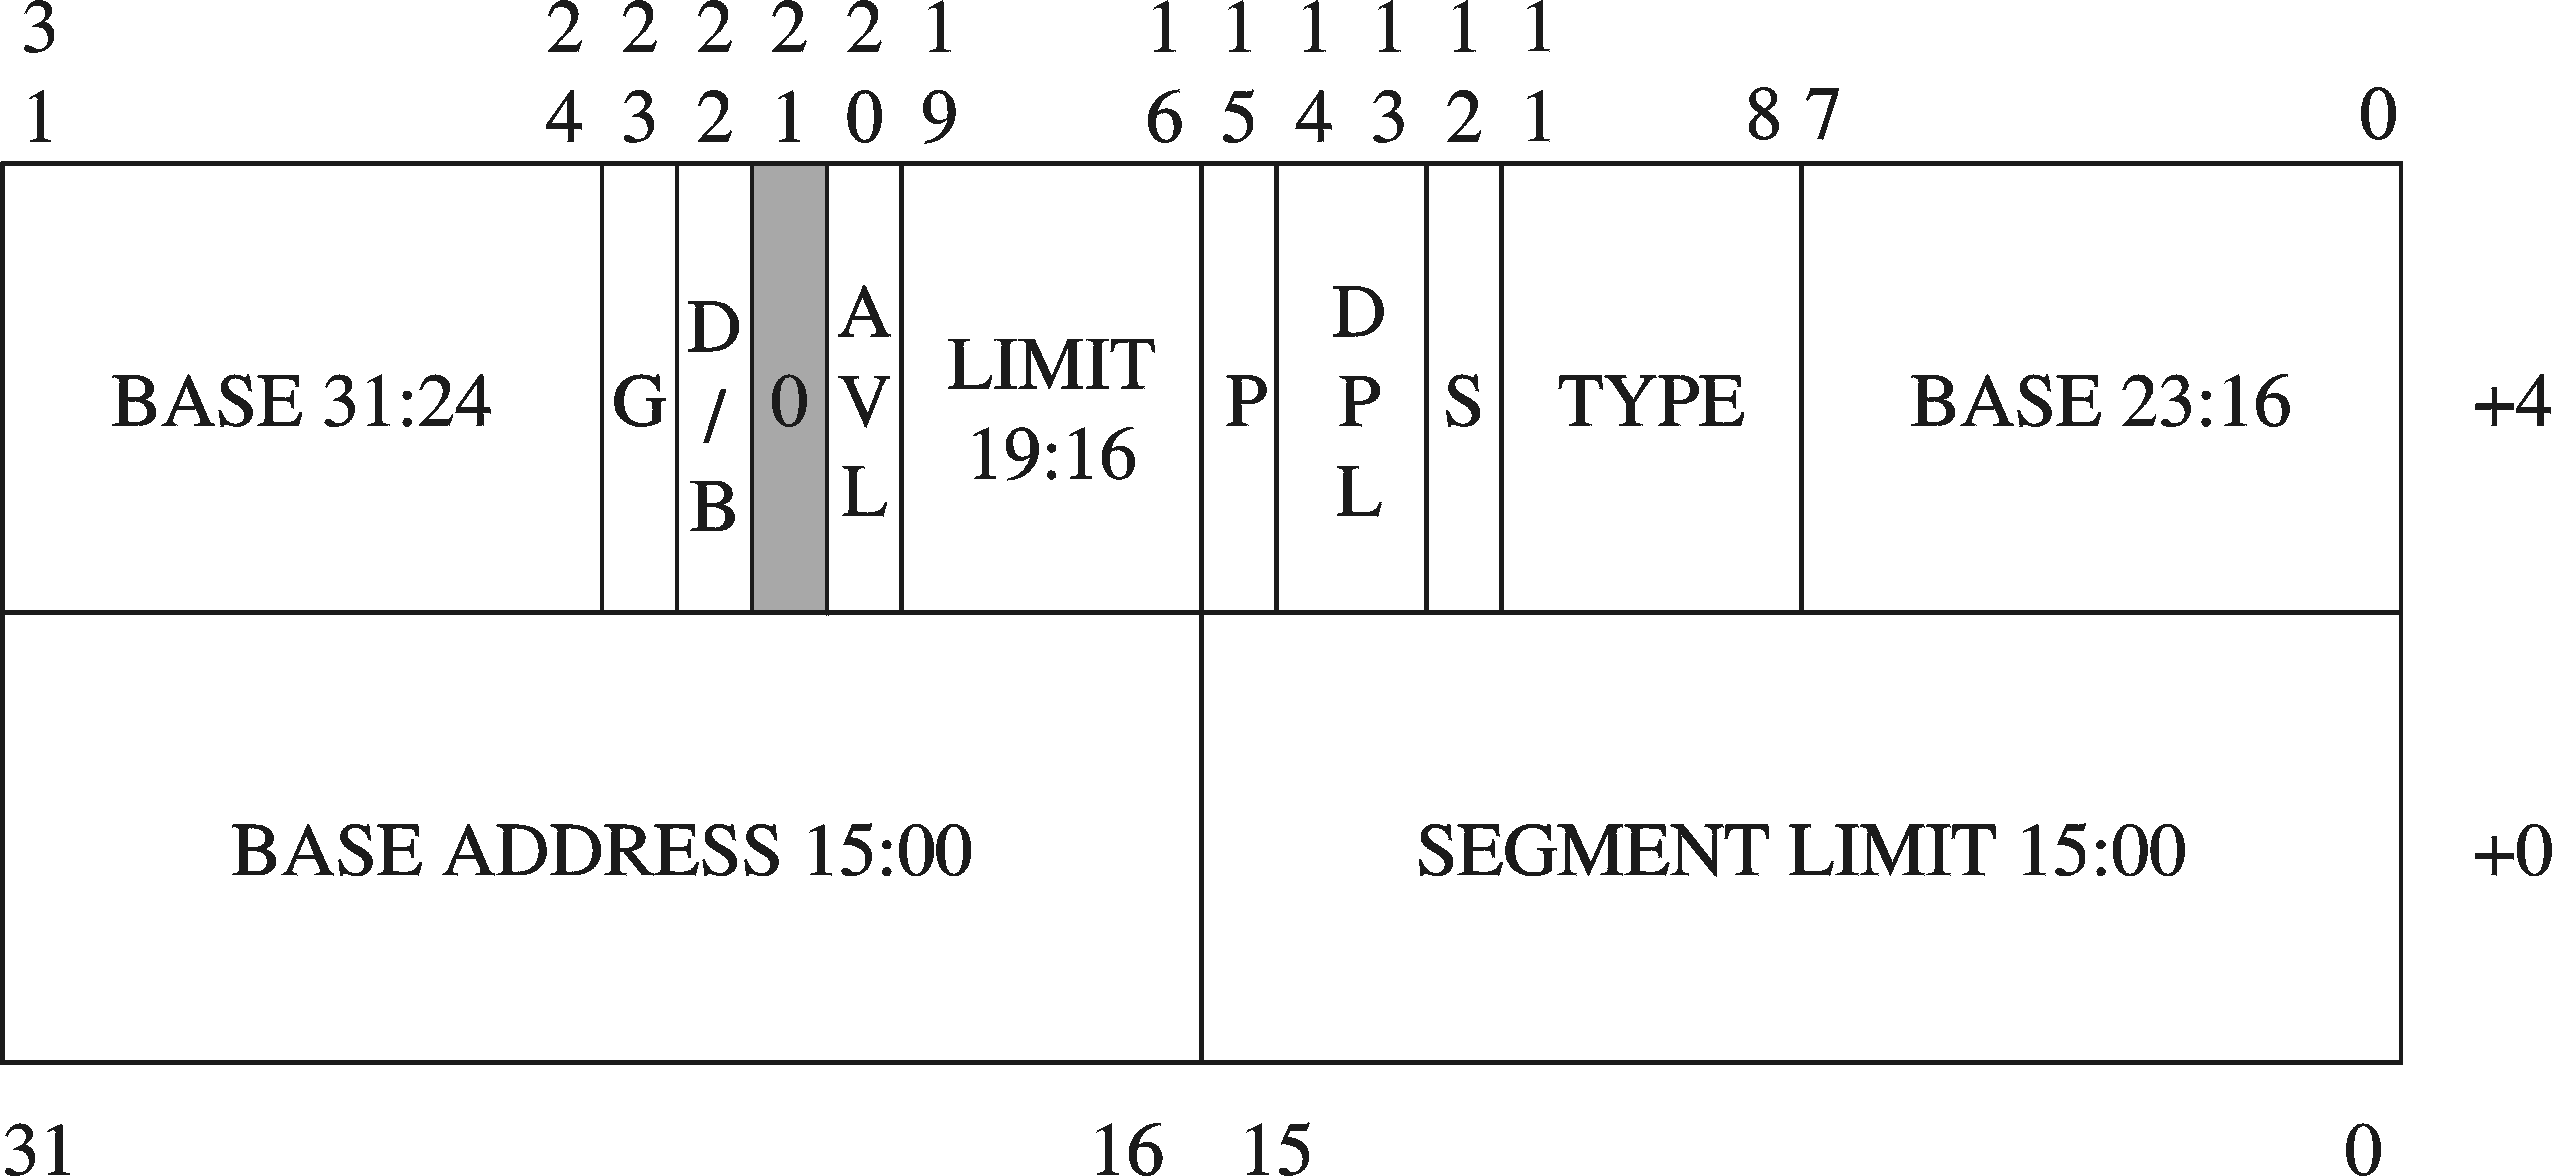 3 2 2 2 2 2 1 1 1 1 1 1 1
1 4 3 2 1 0 9 6 5 4 3 2 1 8 7 0
BASE 31:24
G
D
/
B
0
A
V
L
LIMIT
19:16
P
D
P
L
S
TYPE
BASE 23:16
+4
BASE ADDRESS 15:00
SEGMENT LIMIT 15:00
+0
31 16 15 0